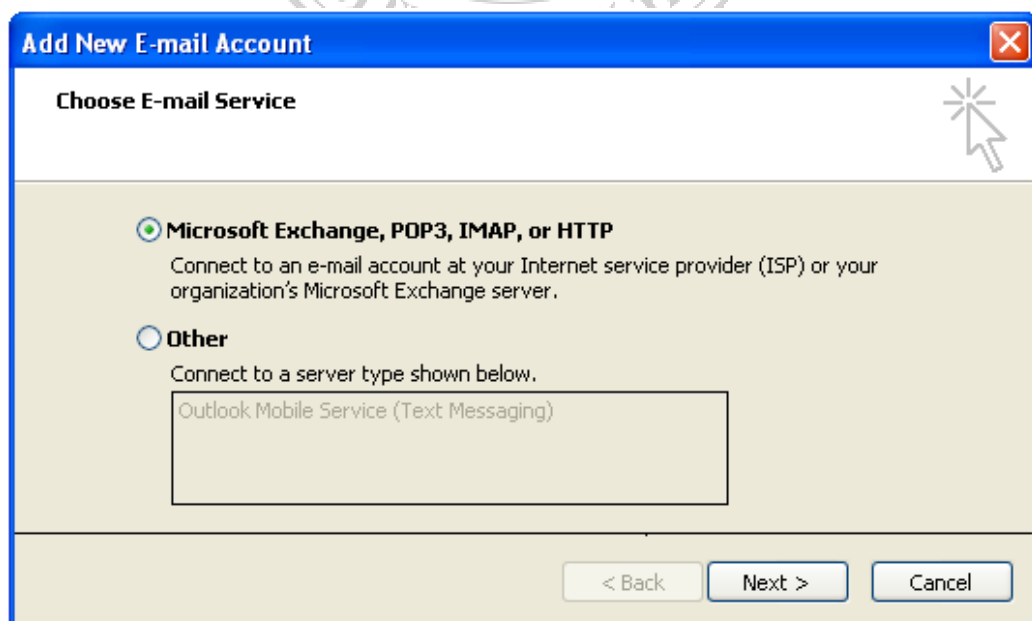 Add New E-mail Account
Choose E-mail Service
Microsoft Exchange, POP3, IMAP, or HTTP
Connect to an e-mail account at your Internet service provider (ISP) or your
organization's Microsoft Exchange server.
Other
Connect to a server type shown below.
Outlook Mobile Service (Text Messaging)
< Back Next > Cancel